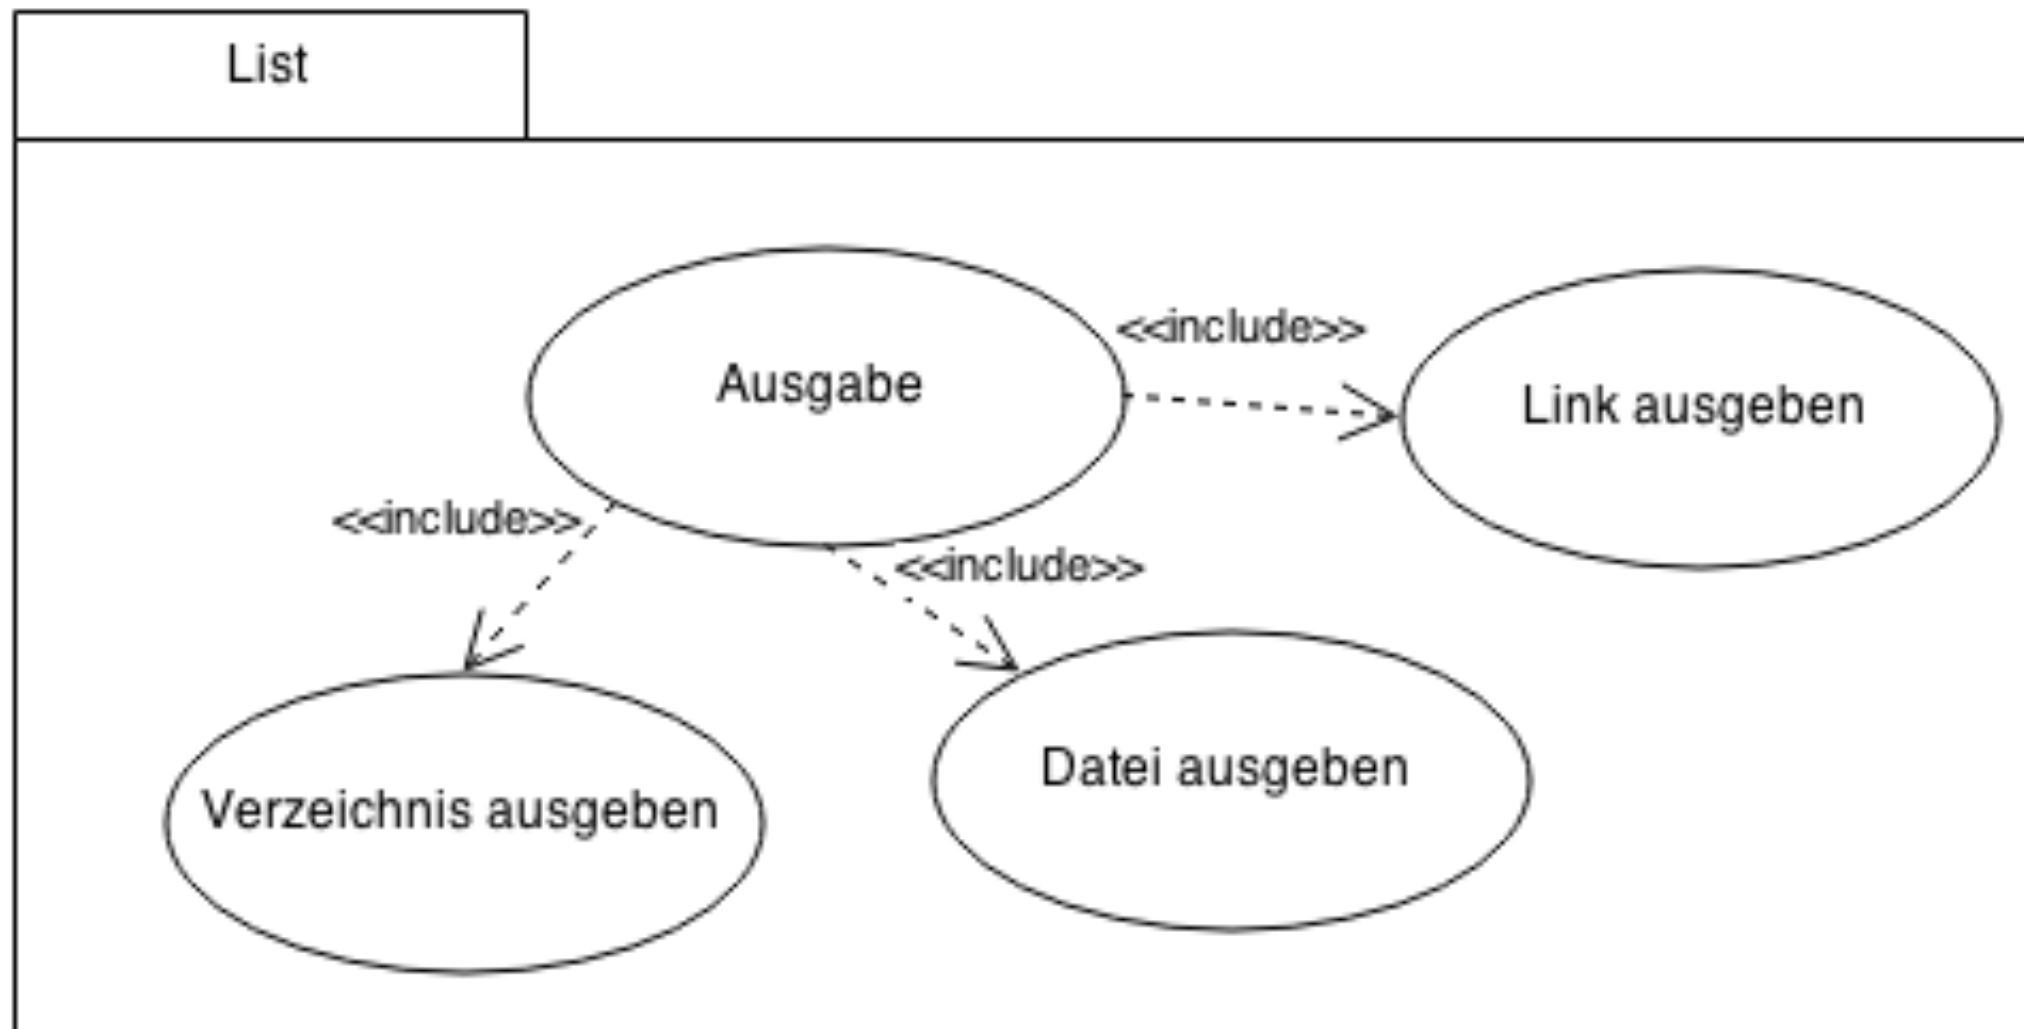 List
Ausgabe
<<include>>
Link ausgeben
<<include>>
<<include>>
Verzeichnis ausgeben
Datei ausgeben